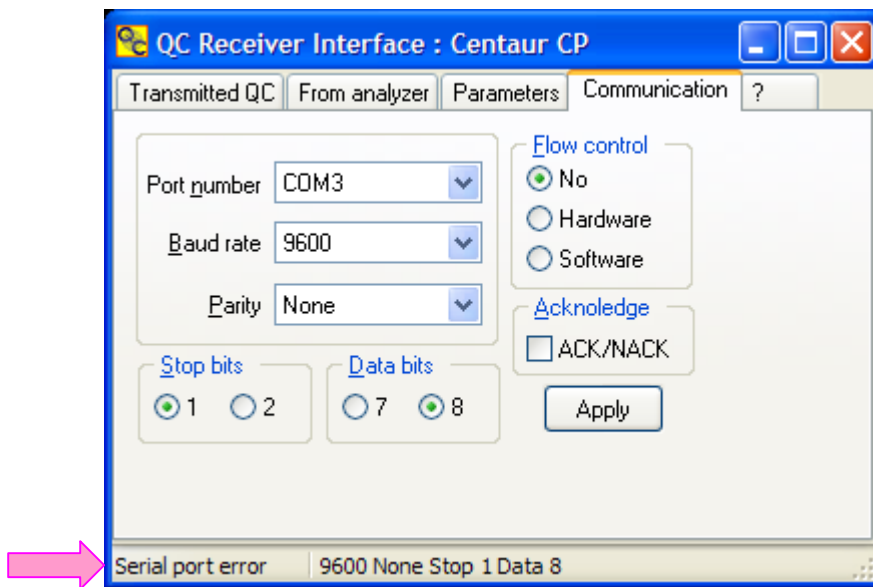 QC Receiver Interface : Centaur CP
Transmitted QC From analyzer Parameters Communication ?
Port number COM3
Baud rate 9600
Parity None
Flow control
No
Hardware
Software
Acknoledge
ACK/NACK
Stop bits
1 2
Data bits
7 8
Apply
Serial port error 9600 None Stop 1 Data 8